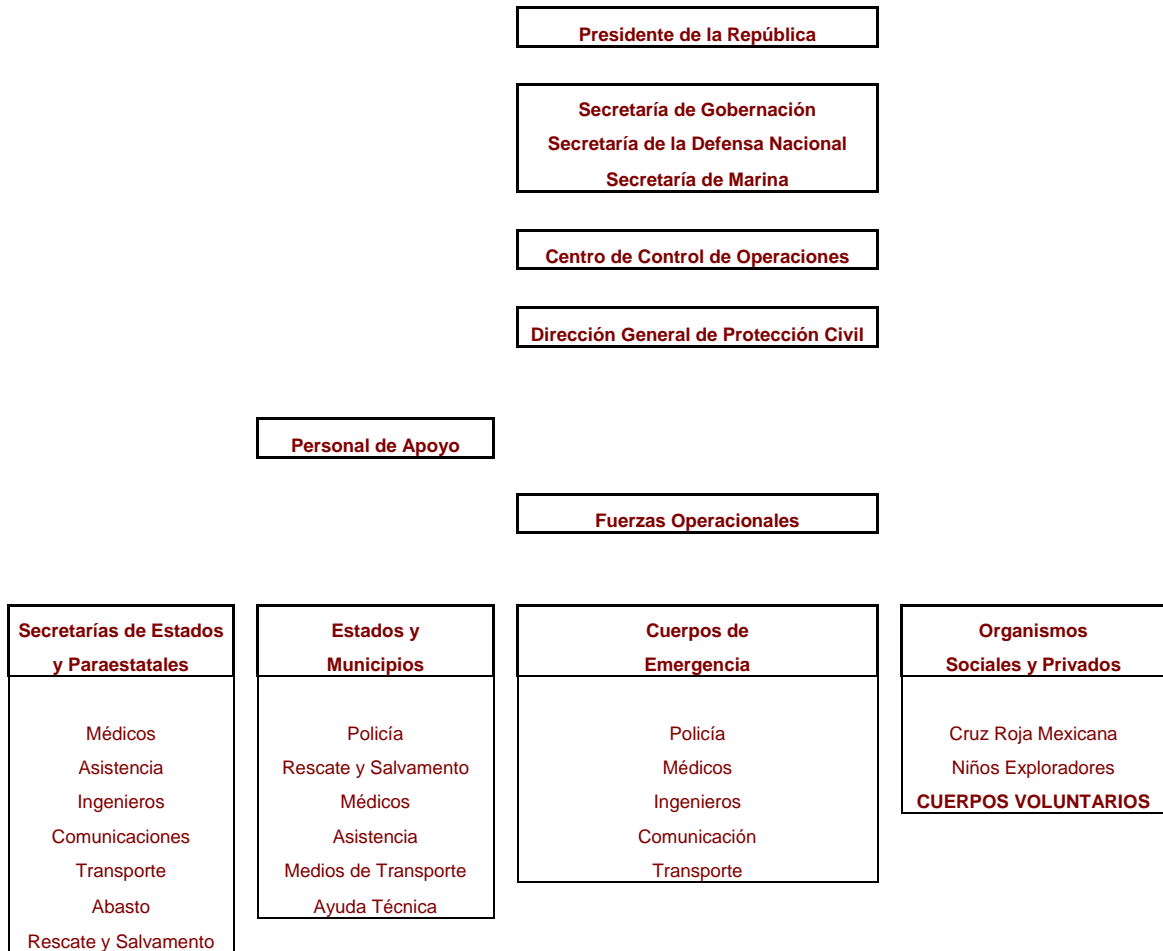 Presidente de la República
Secretaría de Gobernación
Secretaría de la Defensa Nacional
Secretaría de Marina
Centro de Control de Operaciones
Dirección General de Protección Civil
Personal de Apoyo
Fuerzas Operacionales
Secretarías de Estados
y Paraestatales
Médicos
Asistencia
Ingenieros
Comunicaciones
Transporte
Abasto
Rescate y Salvamento
Estados y
Municipios
Policía
Rescate y Salvamento
Médicos
Asistencia
Medios de Transporte
Ayuda Técnica
Cuerpos de
Emergencia
Policía
Médicos
Ingenieros
Comunicación
Transporte
Organismos
Sociales y Privados
Cruz Roja Mexicana
Niños Exploradores
CUERPOS VOLUNTARIOS